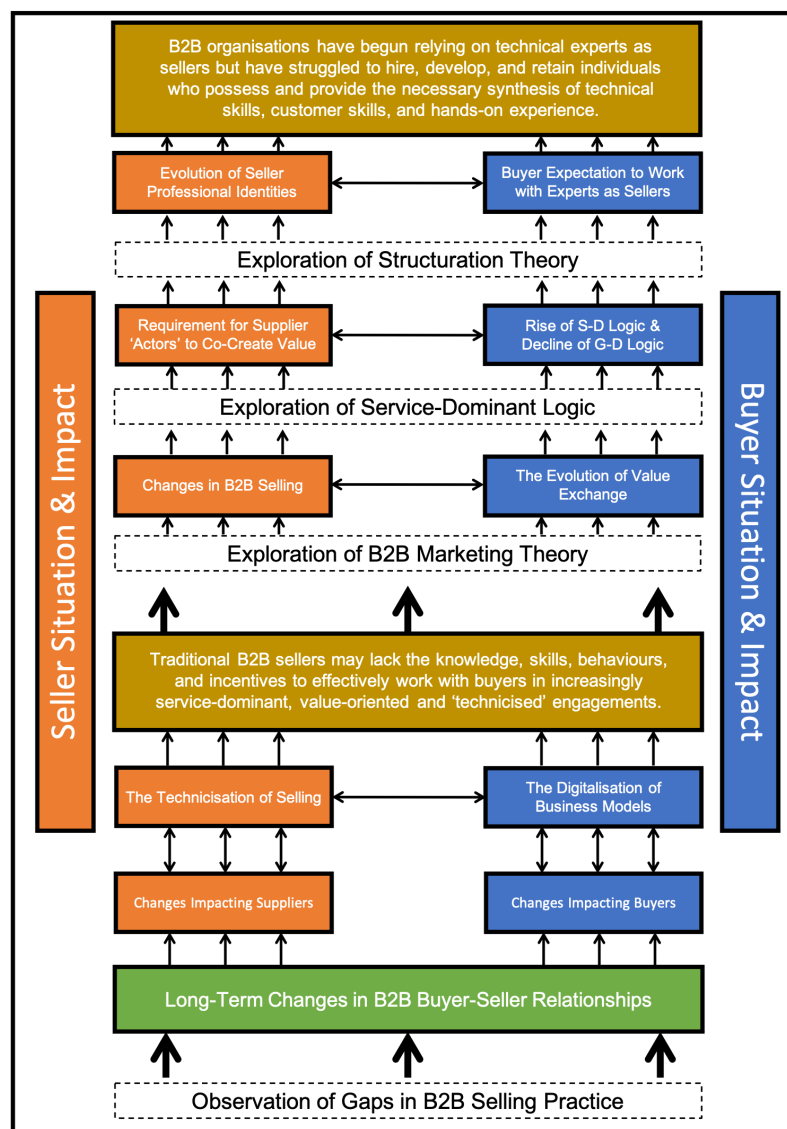 B2B organisations have begun relying on technical experts as
sellers but have struggled to hire, develop, and retain individuals
who possess and provide the necessary synthesis of technical
skills, customer skills, and hands-on experience.
Evolution of Seller
Professional Identities
Buyer Expectation to Work
with Experts as Sellers
Exploration of Structuration Theory
Seller Situation & Impact
Buyer Situation & Impact
Requirement for Supplier
‘Actors’ to Co-Create Value
Rise of S-D Logic &
Decline of G-D Logic
Exploration of Service-Dominant Logic
Changes in B2B Selling
The Evolution of Value
Exchange
Exploration of B2B Marketing Theory
Traditional B2B sellers may lack the knowledge, skills, behaviours,
and incentives to effectively work with buyers in increasingly
service-dominant, value-oriented and ‘technicised’ engagements.
The Technicisation of Selling
The Digitalisation of
Business Models
Changes Impacting Suppliers
Changes Impacting Buyers
Long-Term Changes in B2B Buyer-Seller Relationships
Observation of Gaps in B2B Selling Practice